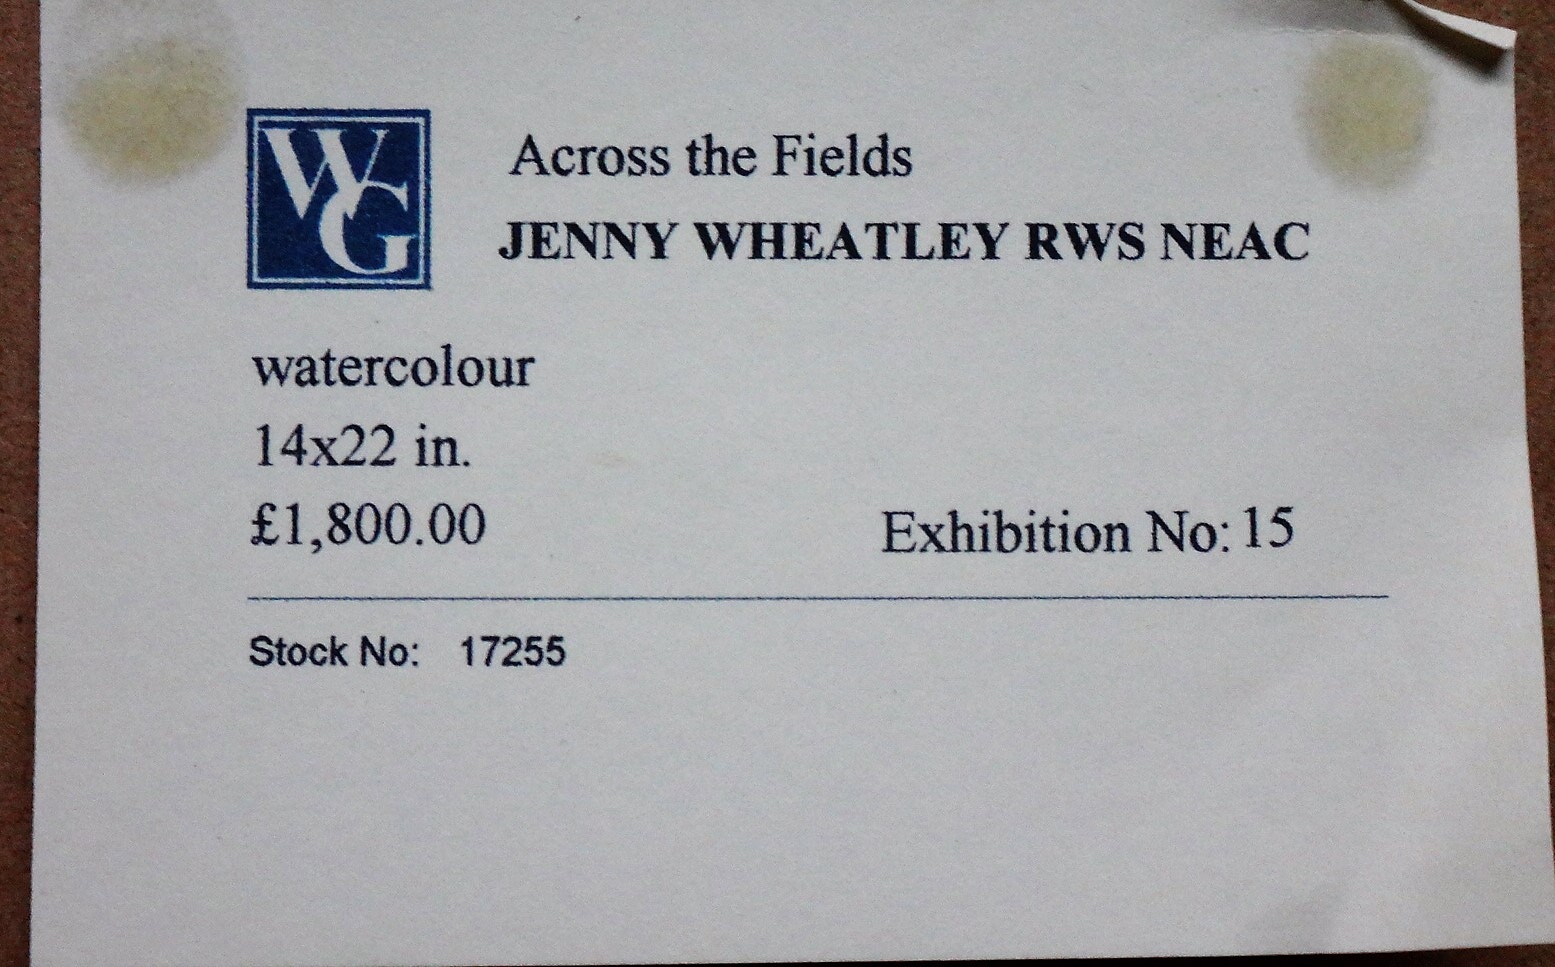 WG
Across the Fields
JENNY WHEATLEY RWS NEAC
watercolour
14x22 in.
£1,800.00
Exhibition No: 15
Stock No: 17255